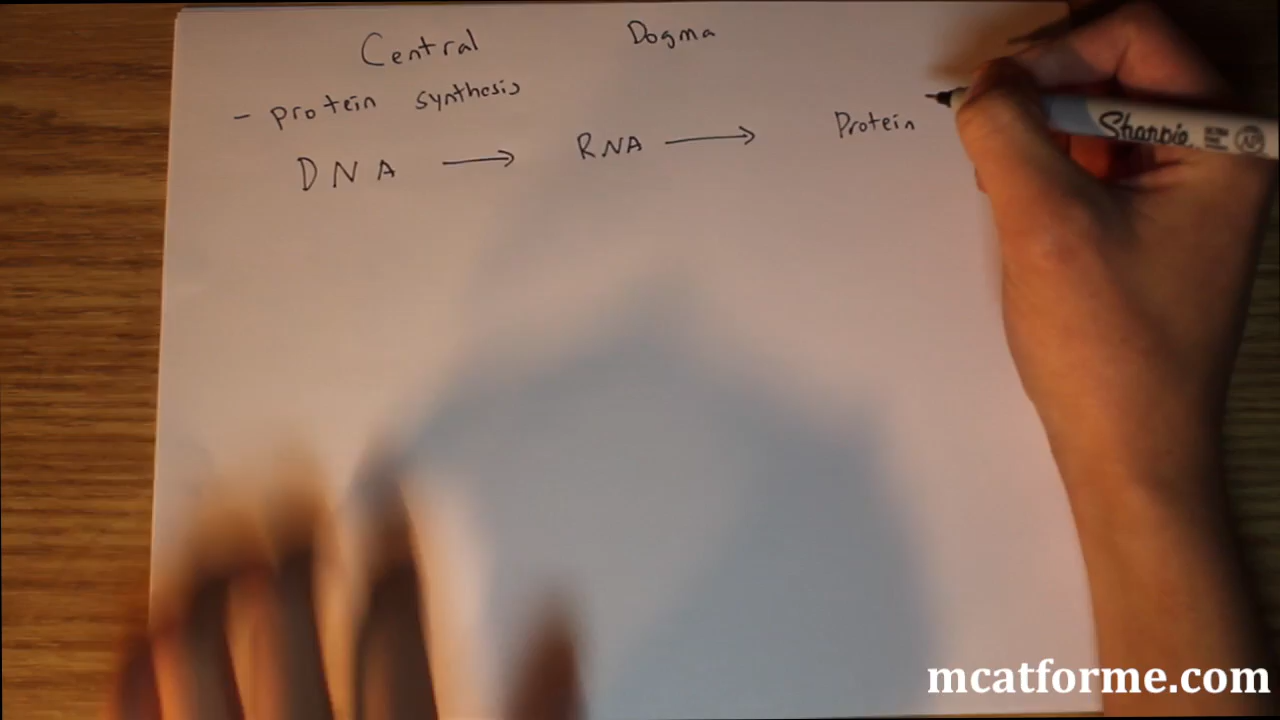 Central Dogma
- protein synthesis
DNA → RNA → Protein
Sharpie
mcatforme.com